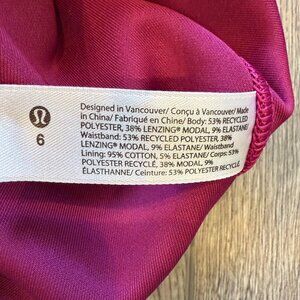 6
Designed in Vancouver/ Conçu à Vancouver/ Made
in China/ Fabriqué en Chine/ Body: 53% RECYCLED
POLYESTER, 38% LENZING® MODAL, 9% ELASTANE/
Waistband: 53% RECYCLED POLYESTER, 38%
LENZING® MODAL, 9% ELASTANE/ Waistband
Lining: 95% COTTON, 5% ELASTANE/ Corps: 53%
POLYESTER RECYCLÉ, 38% MODAL, 9%
ÉLASTHANNE/ Ceinture: 53% POLYESTER RECYCLÉ,